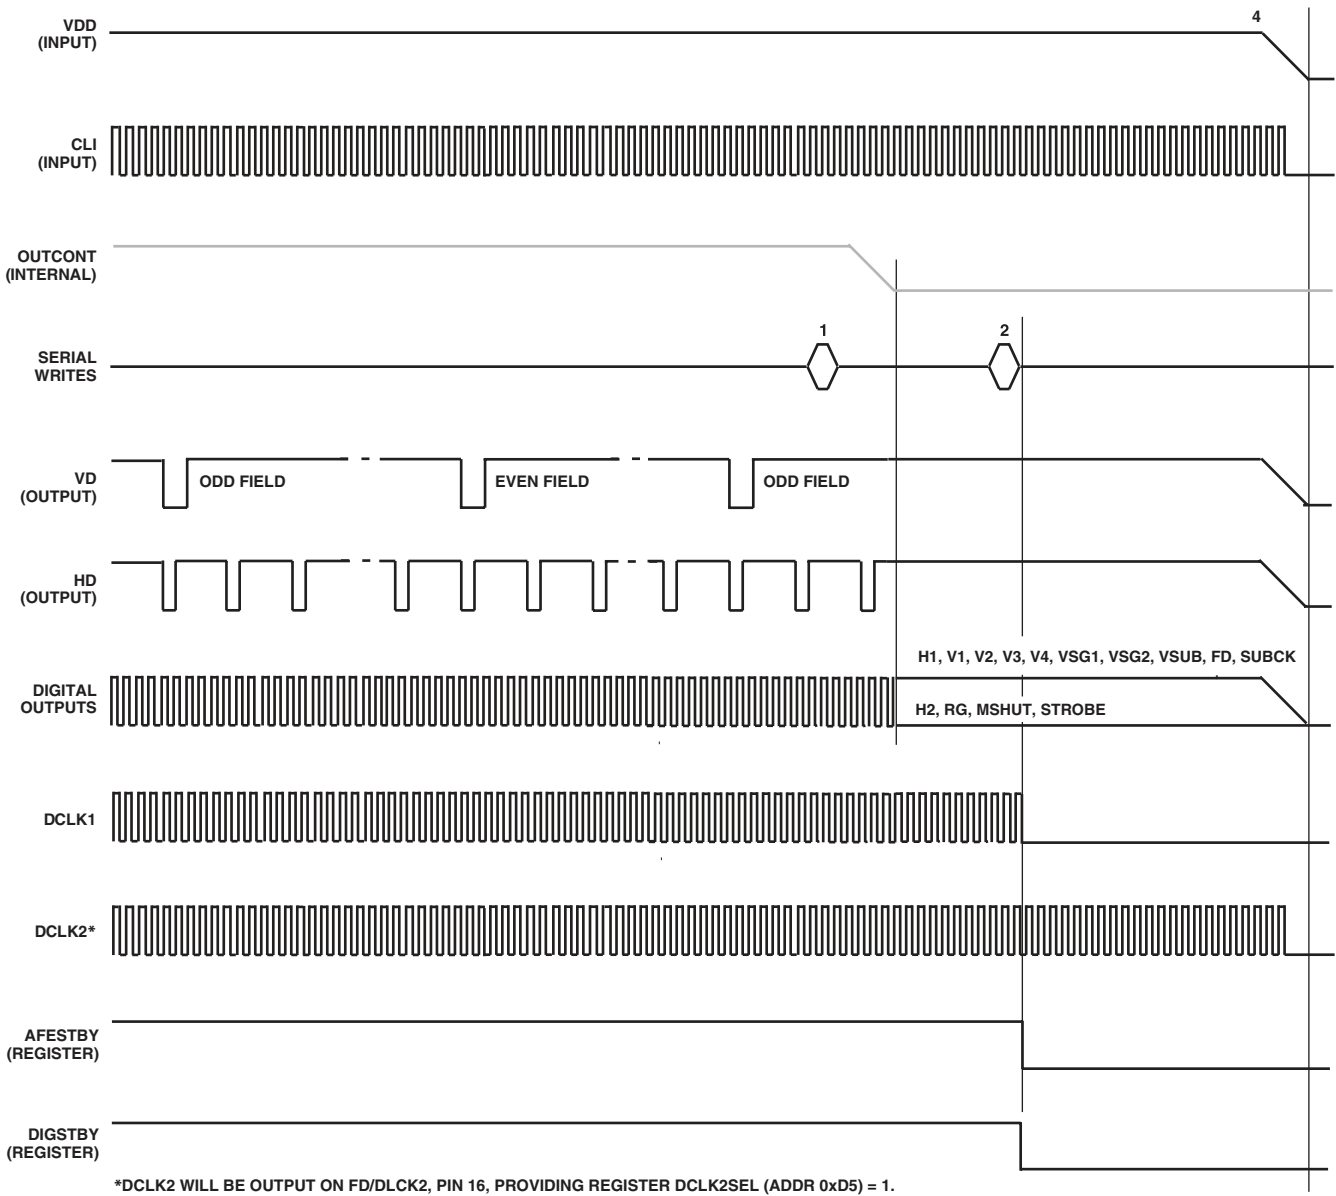 4
VDD
(INPUT)
CLI
(INPUT)
OUTCONT
(INTERNAL)
1
2
SERIAL
WRITES
VD
(OUTPUT)
ODD FIELD
EVEN FIELD
ODD FIELD
HD
(OUTPUT)
H1, V1, V2, V3, V4, VSG1, VSG2, VSUB, FD, SUBCK
DIGITAL
OUTPUTS
H2, RG, MSHUT, STROBE
DCLK1
DCLK2*
AFESTBY
(REGISTER)
DIGSTBY
(REGISTER)
*DCLK2 WILL BE OUTPUT ON FD/DLCK2, PIN 16, PROVIDING REGISTER DCLK2SEL (ADDR 0xD5) = 1.